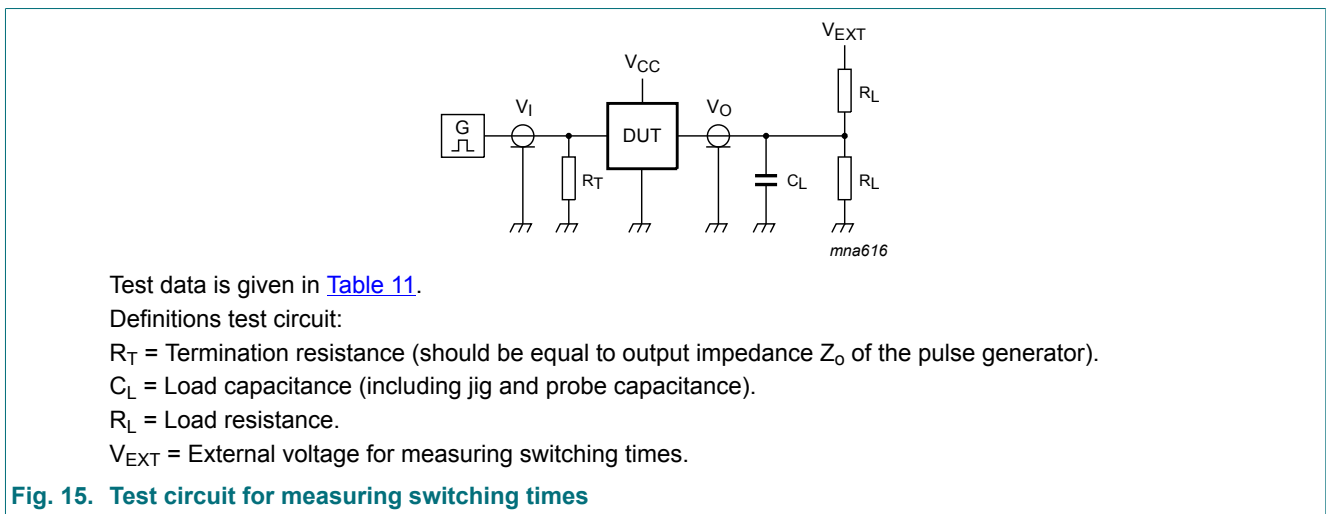 VEXT
VCC
RL
VI
VO
G
DUT
RT
CL
RL
mna616
Test data is given in Table 11.
Definitions test circuit:
RT = Termination resistance (should be equal to output impedance Zo of the pulse generator).
CL = Load capacitance (including jig and probe capacitance).
RL = Load resistance.
VEXT = External voltage for measuring switching times.
Fig. 15. Test circuit for measuring switching times